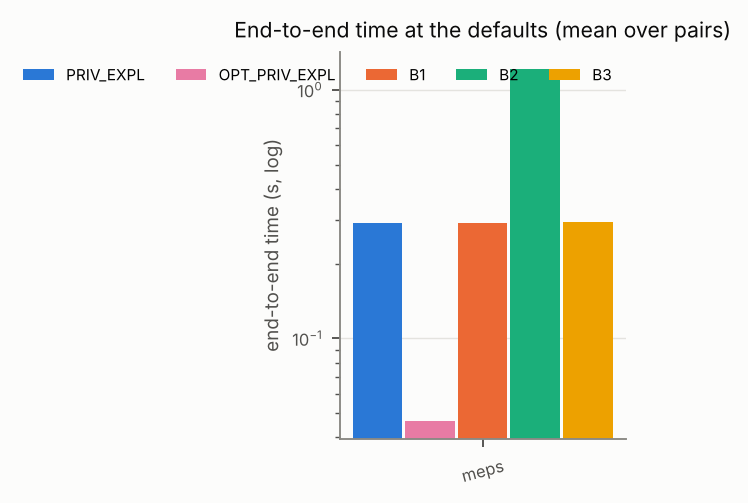 End-to-end time at the defaults (mean over pairs)
PRIV_EXPL OPT_PRIV_EXPL B1 B2 B3
10⁰
end-to-end time (s, log)
10⁻¹
meps